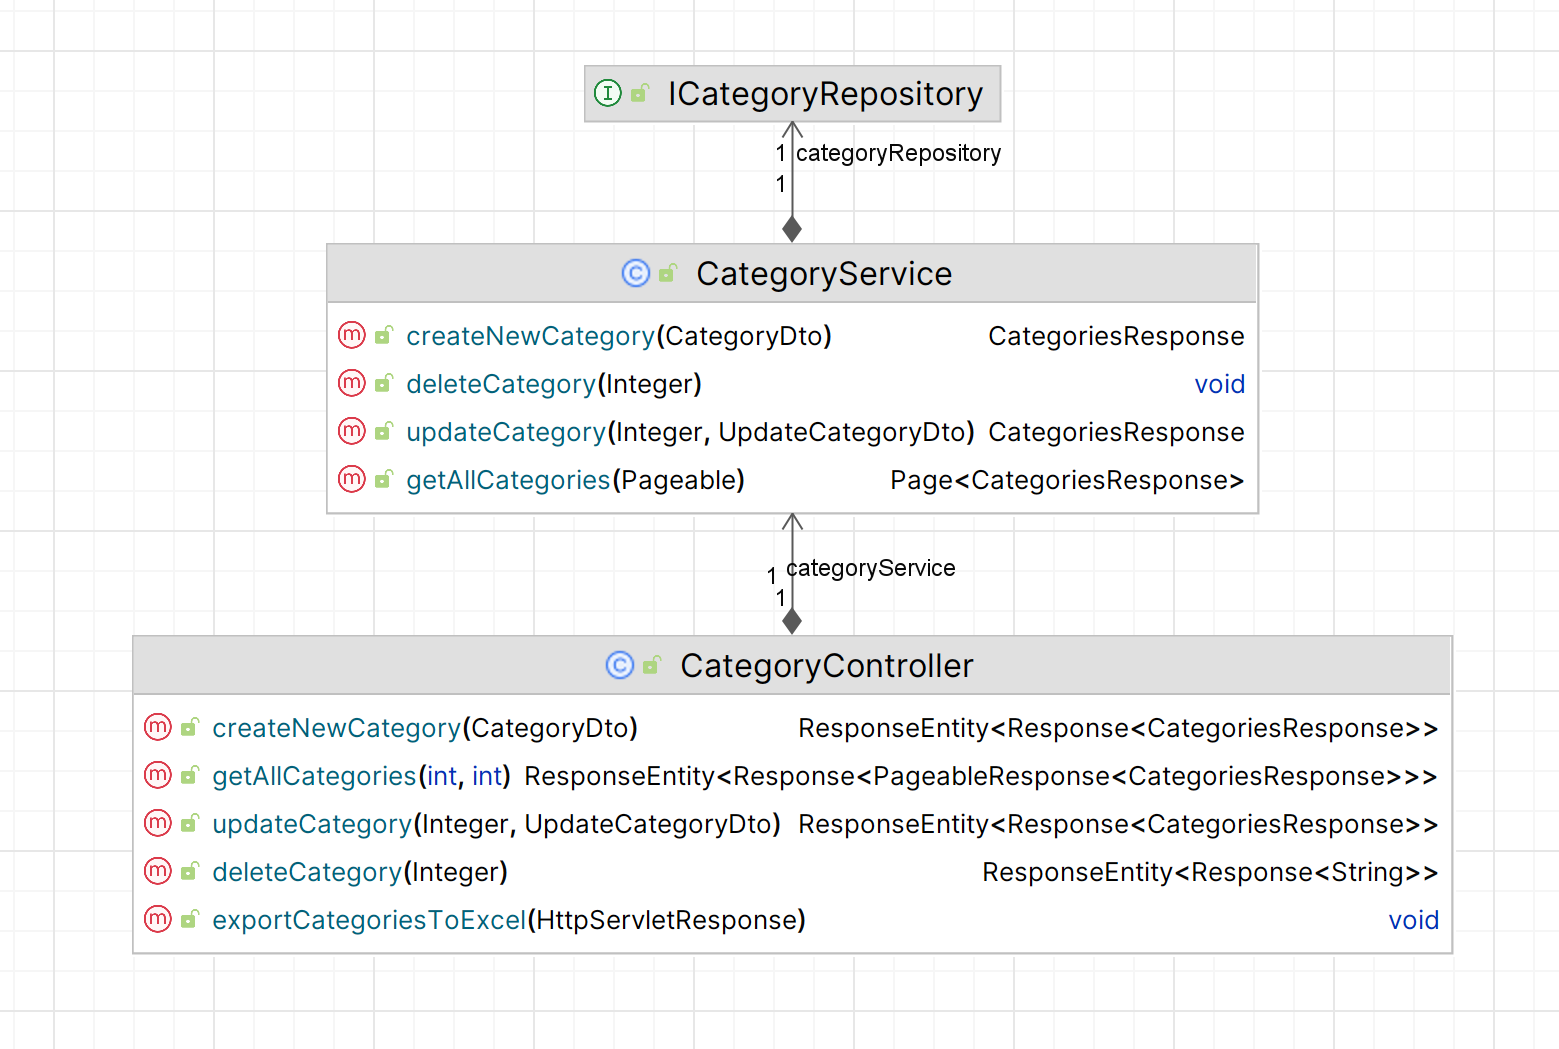 I ICategoryRepository
1 categoryRepository
1
C CategoryService
m createNewCategory(CategoryDto) CategoriesResponse
m deleteCategory(Integer) void
m updateCategory(Integer, UpdateCategoryDto) CategoriesResponse
m getAllCategories(Pageable) Page<CategoriesResponse>
1 categoryService
1
C CategoryController
m createNewCategory(CategoryDto) ResponseEntity<Response<CategoriesResponse>>
m getAllCategories(int, int) ResponseEntity<Response<PageableResponse<CategoriesResponse>>>
m updateCategory(Integer, UpdateCategoryDto) ResponseEntity<Response<CategoriesResponse>>
m deleteCategory(Integer) ResponseEntity<Response<String>>
m exportCategoriesToExcel(HttpServletResponse) void